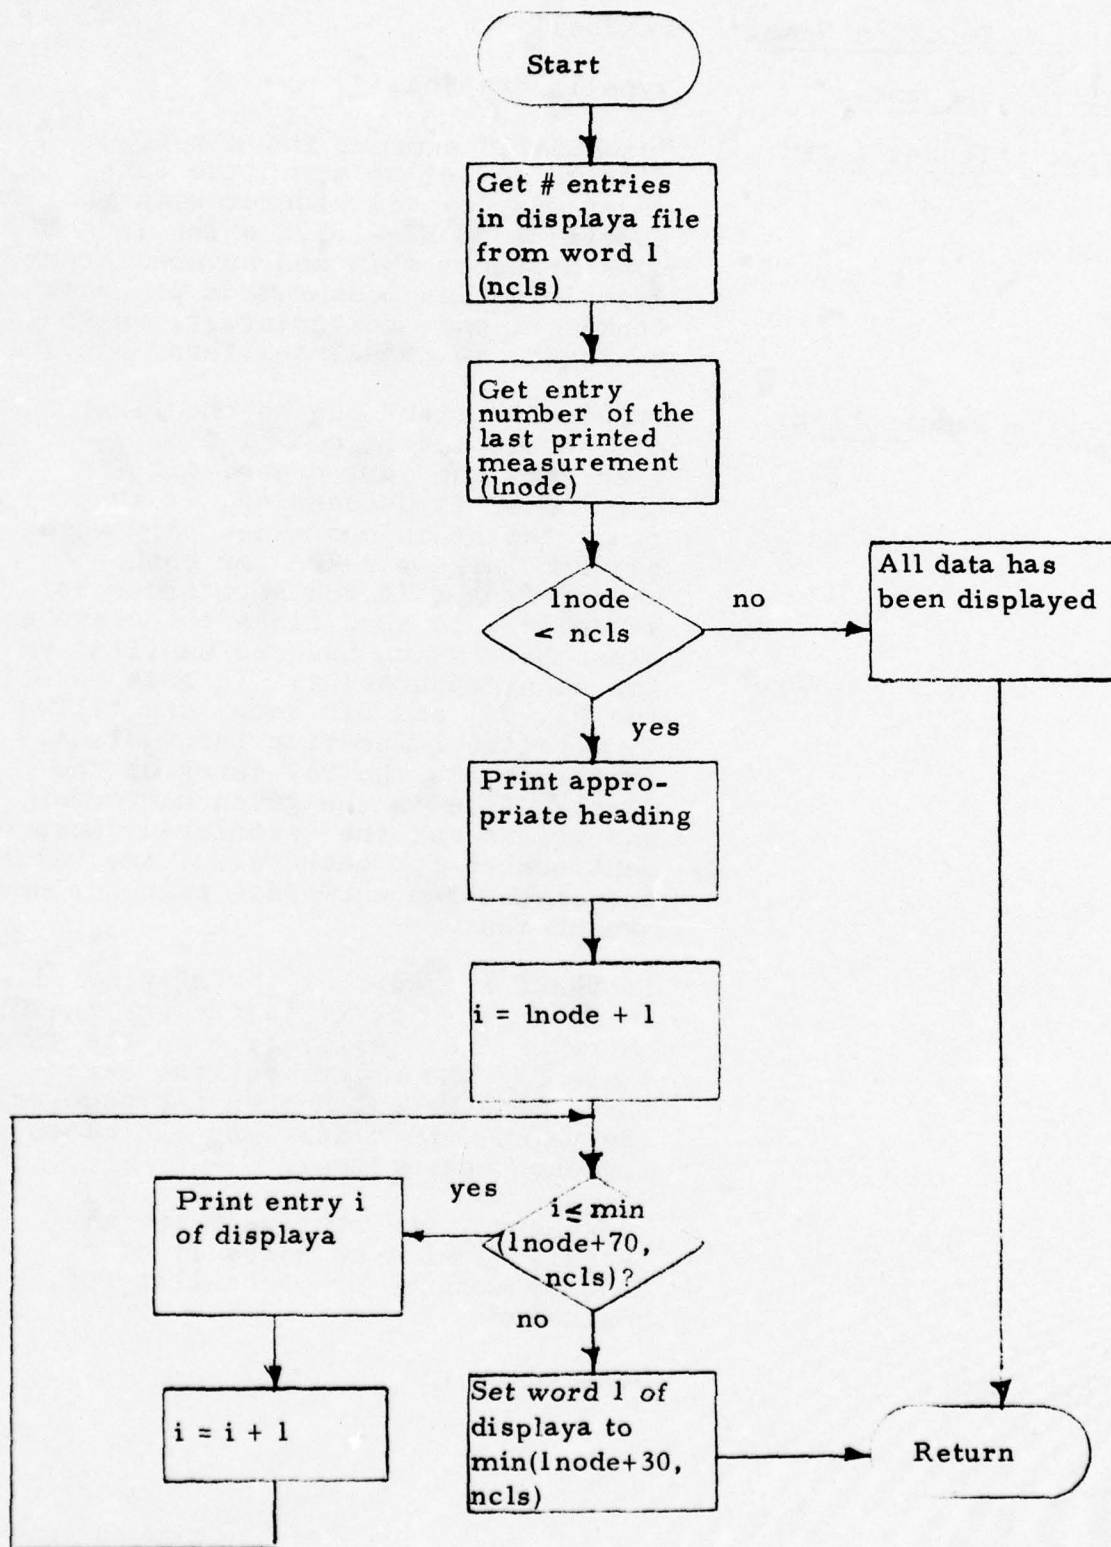 Start
Get # entries
in displaya file
from word 1
(ncls)
Get entry
number of the
last printed
measurement
(lnode)
lnode
< ncls
no
All data has
been displayed
yes
Print appro-
priate heading
i = lnode + 1
i ≤ min
(lnode+70,
ncls)?
yes
Print entry i
of displaya
i = i + 1
no
Set word 1 of
displaya to
min(lnode+30,
ncls)
Return